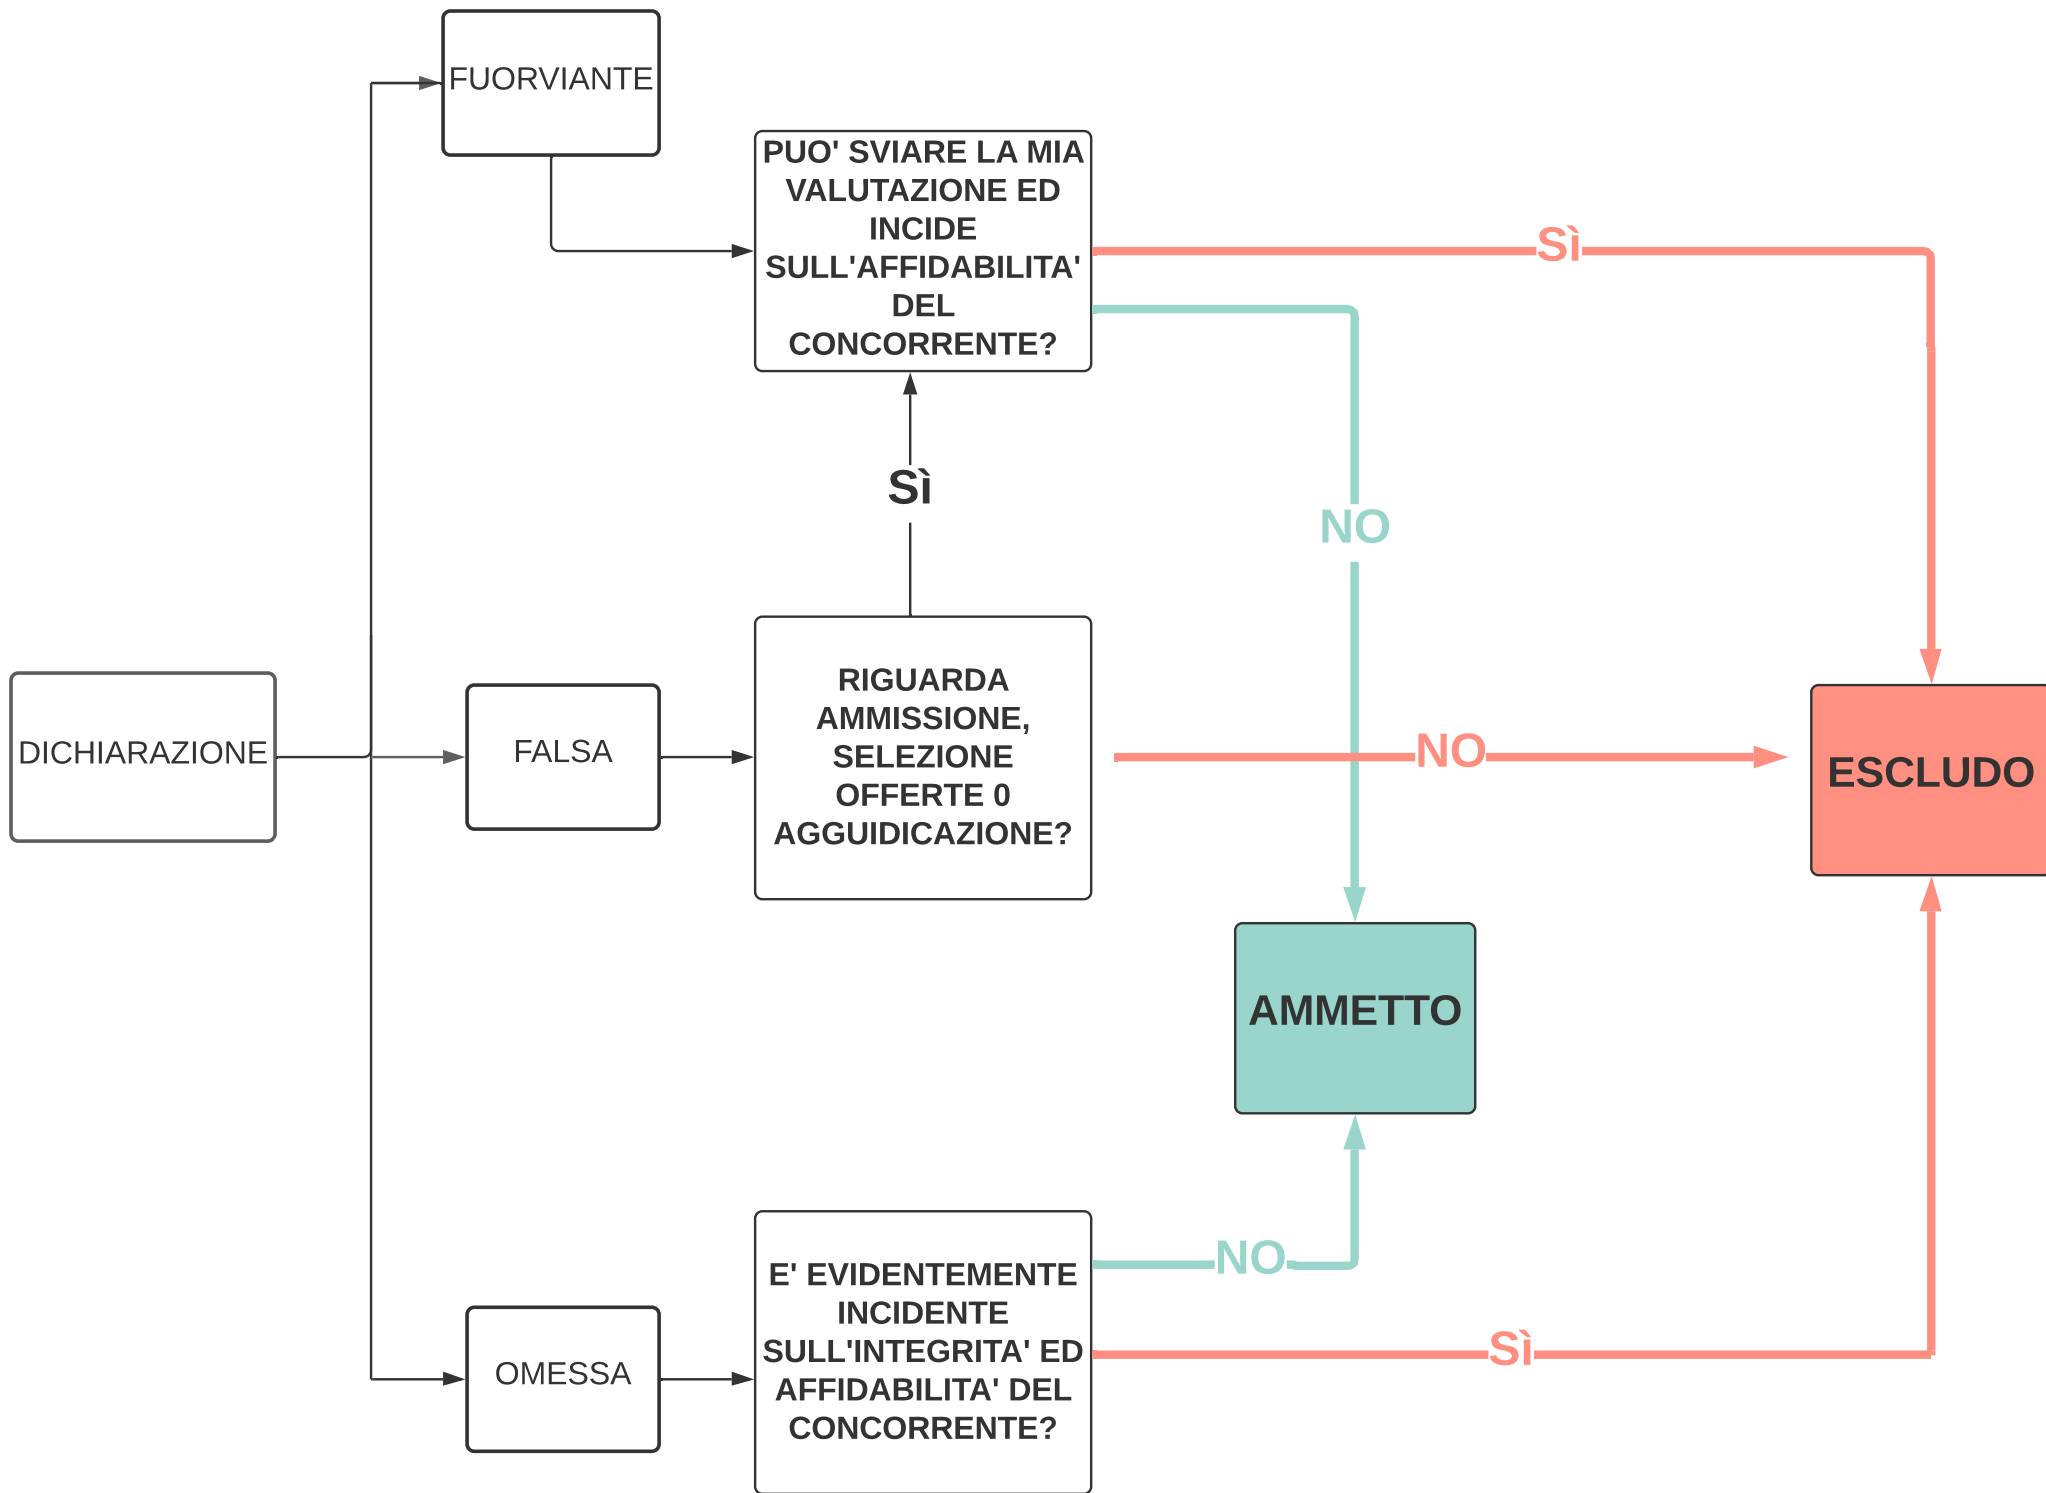 FUORVIANTE
PUO' SVIARE LA MIA
VALUTAZIONE ED
INCIDE
SULL'AFFIDABILITA'
DEL
CONCORRENTE?
Sì
NO
Sì
DICHIARAZIONE
FALSA
RIGUARDA
AMMISSIONE,
SELEZIONE
OFFERTE 0
AGGUIDICAZIONE?
NO
ESCLUDO
AMMETTO
OMESSA
E' EVIDENTEMENTE
INCIDENTE
SULL'INTEGRITA' ED
AFFIDABILITA' DEL
CONCORRENTE?
NO
Sì